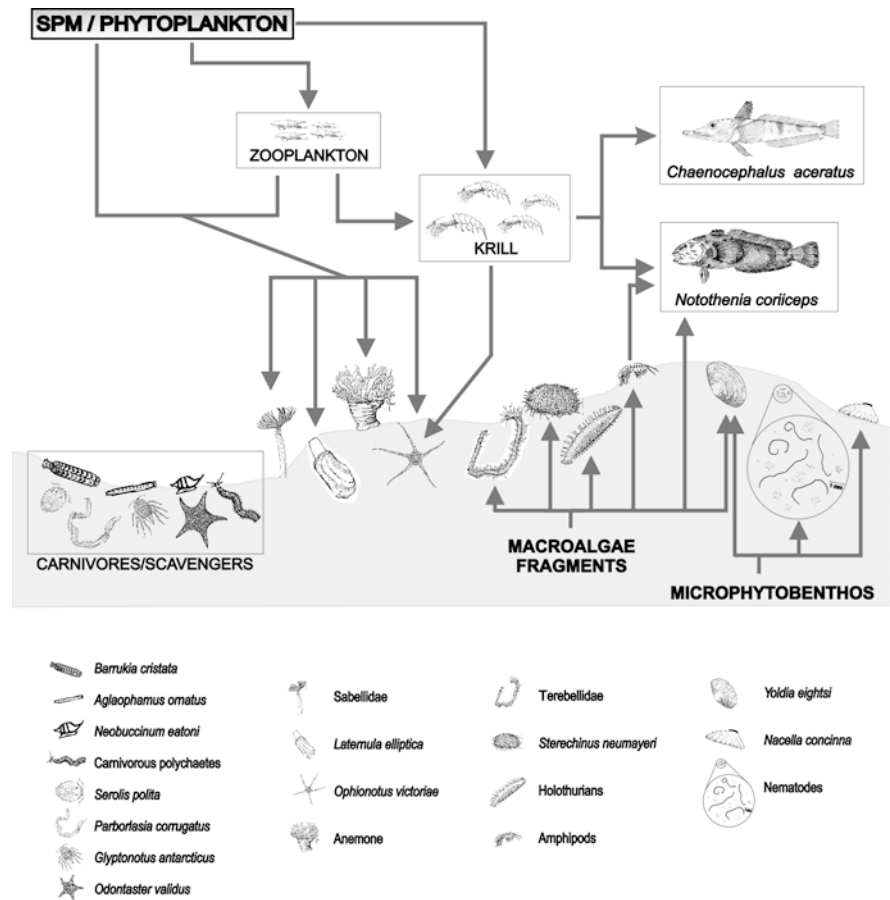 SPM / PHYTOPLANKTON
ZOOPLANKTON
KRILL
Chaenocephalus aceratus
Notothenia coriiceps
CARNIVORES/SCAVENGERS
MACROALGAE
FRAGMENTS
MICROPHYTOBENTHOS
Barrukia cristata
Aglaophamus ornatus
Neobuccinum eatoni
Carnivorous polychaetes
Serolis polita
Parborlasia corrugatus
Glyptonotus antarcticus
Odontaster validus
Sabellidae
Laternula elliptica
Ophionotus victoriae
Anemone
Terebellidae
Sterechinus neumayeri
Holothurians
Amphipods
Yoldia eightsi
Nacella concinna
Nematodes